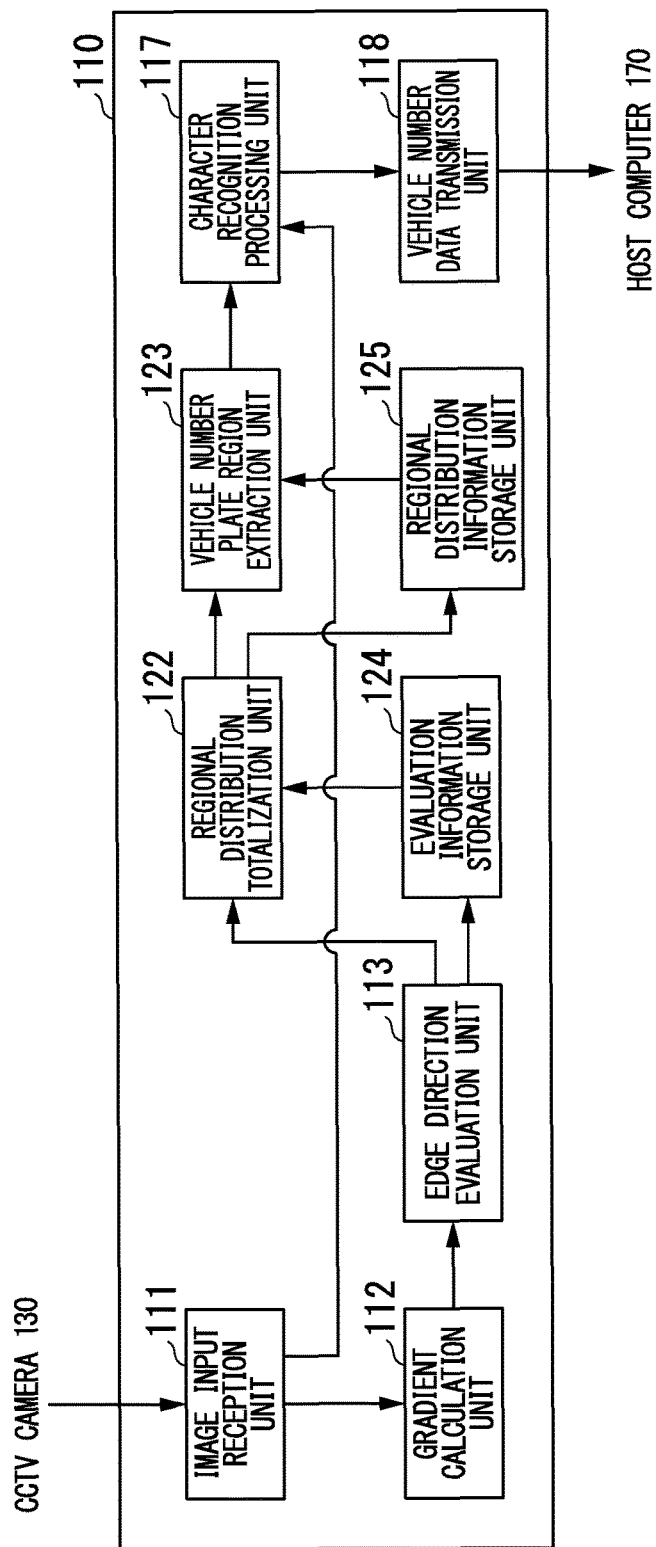 CCTV CAMERA 130
110
111
IMAGE INPUT
RECEPTION
UNIT
112
GRADIENT
CALCULATION
UNIT
113
EDGE DIRECTION
EVALUATION UNIT
122
REGIONAL
DISTRIBUTION
TOTALIZATION UNIT
124
EVALUATION
INFORMATION
STORAGE UNIT
123
VEHICLE NUMBER
PLATE REGION
EXTRACTION UNIT
125
REGIONAL
DISTRIBUTION
INFORMATION
STORAGE UNIT
117
CHARACTER
RECOGNITION
PROCESSING UNIT
118
VEHICLE NUMBER
DATA TRANSMISSION
UNIT
HOST COMPUTER 170